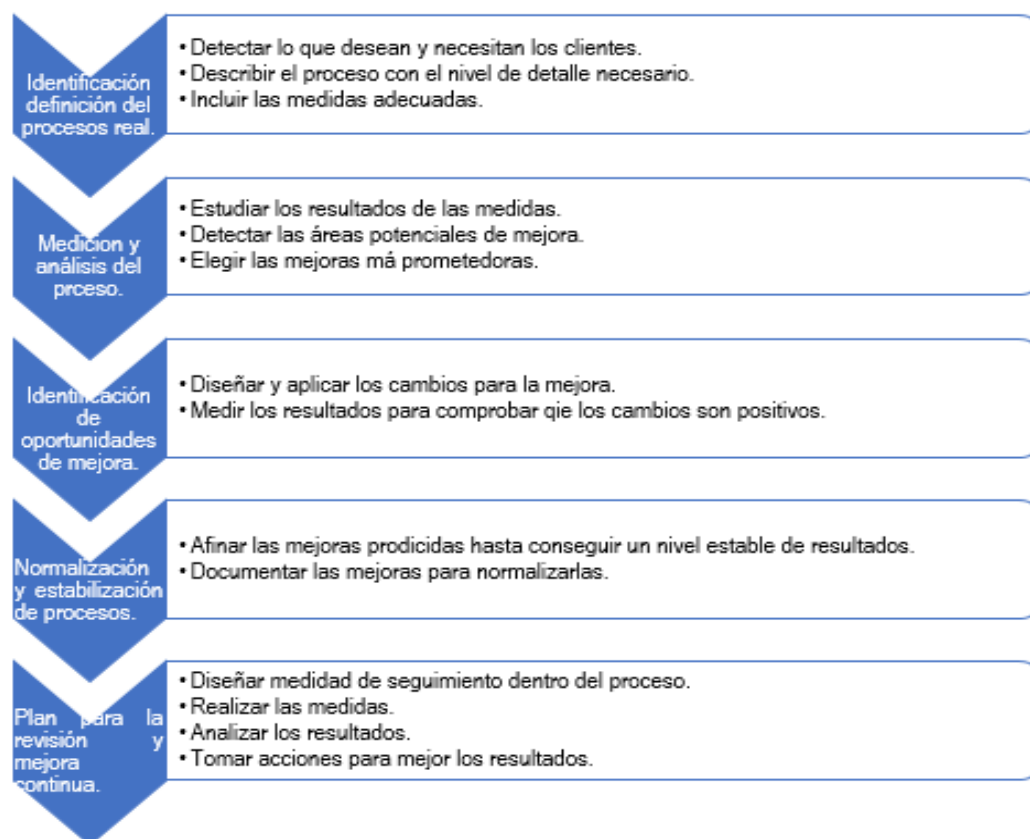 Identificación
definición del
procesos real.
• Detectar lo que desean y necesitan los clientes.
• Describir el proceso con el nivel de detalle necesario.
• Incluir las medidas adecuadas.
Medicion y
análisis del
prceso.
• Estudiar los resultados de las medidas.
• Detectar las áreas potenciales de mejora.
• Elegir las mejoras má prometedoras.
Identificación
de
oportunidades
de mejora.
• Diseñar y aplicar los cambios para la mejora.
• Medir los resultados para comprobar qie los cambios son positivos.
Normalización
y estabilización
de procesos.
• Afinar las mejoras prodicidas hasta conseguir un nivel estable de resultados.
• Documentar las mejoras para normalizarlas.
Plan para la
revisión y
mejora
continua.
• Diseñar medidad de seguimiento dentro del proceso.
• Realizar las medidas.
• Analizar los resultados.
• Tomar acciones para mejor los resultados.